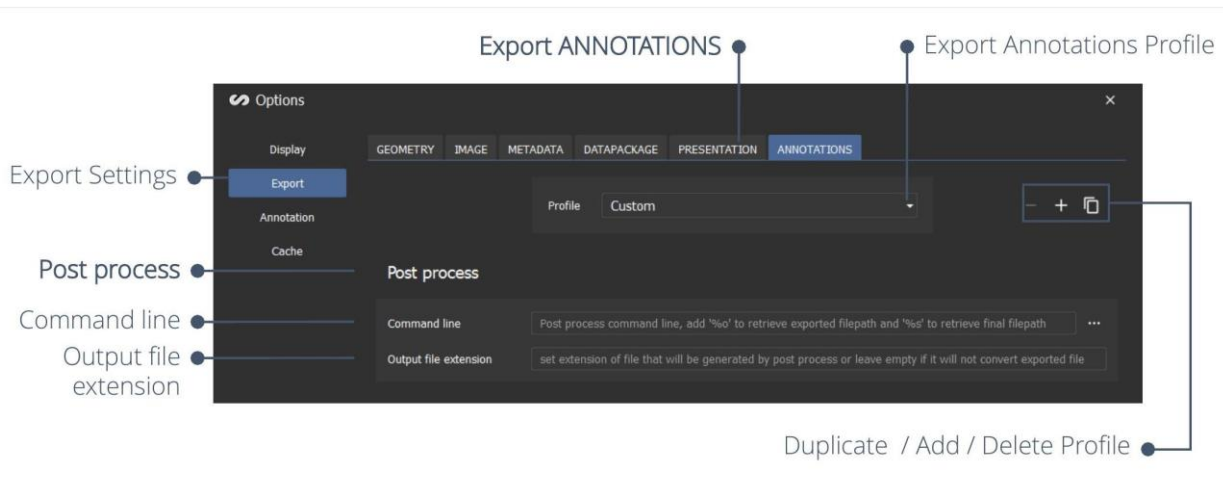 Export ANNOTATIONS
Export Annotations Profile
Options
Display
GEOMETRY IMAGE METADATA DATAPACKAGE PRESENTATION ANNOTATIONS
Export Settings
Export
Profile Custom
Annotation
Cache
Post process
Post process
Command line
Command line
Post process command line, add '%o' to retrieve exported filepath and '%s' to retrieve final filepath
Output file
extension
Output file extension
set extension of file that will be generated by post process or leave empty if it will not convert exported file
Duplicate / Add / Delete Profile